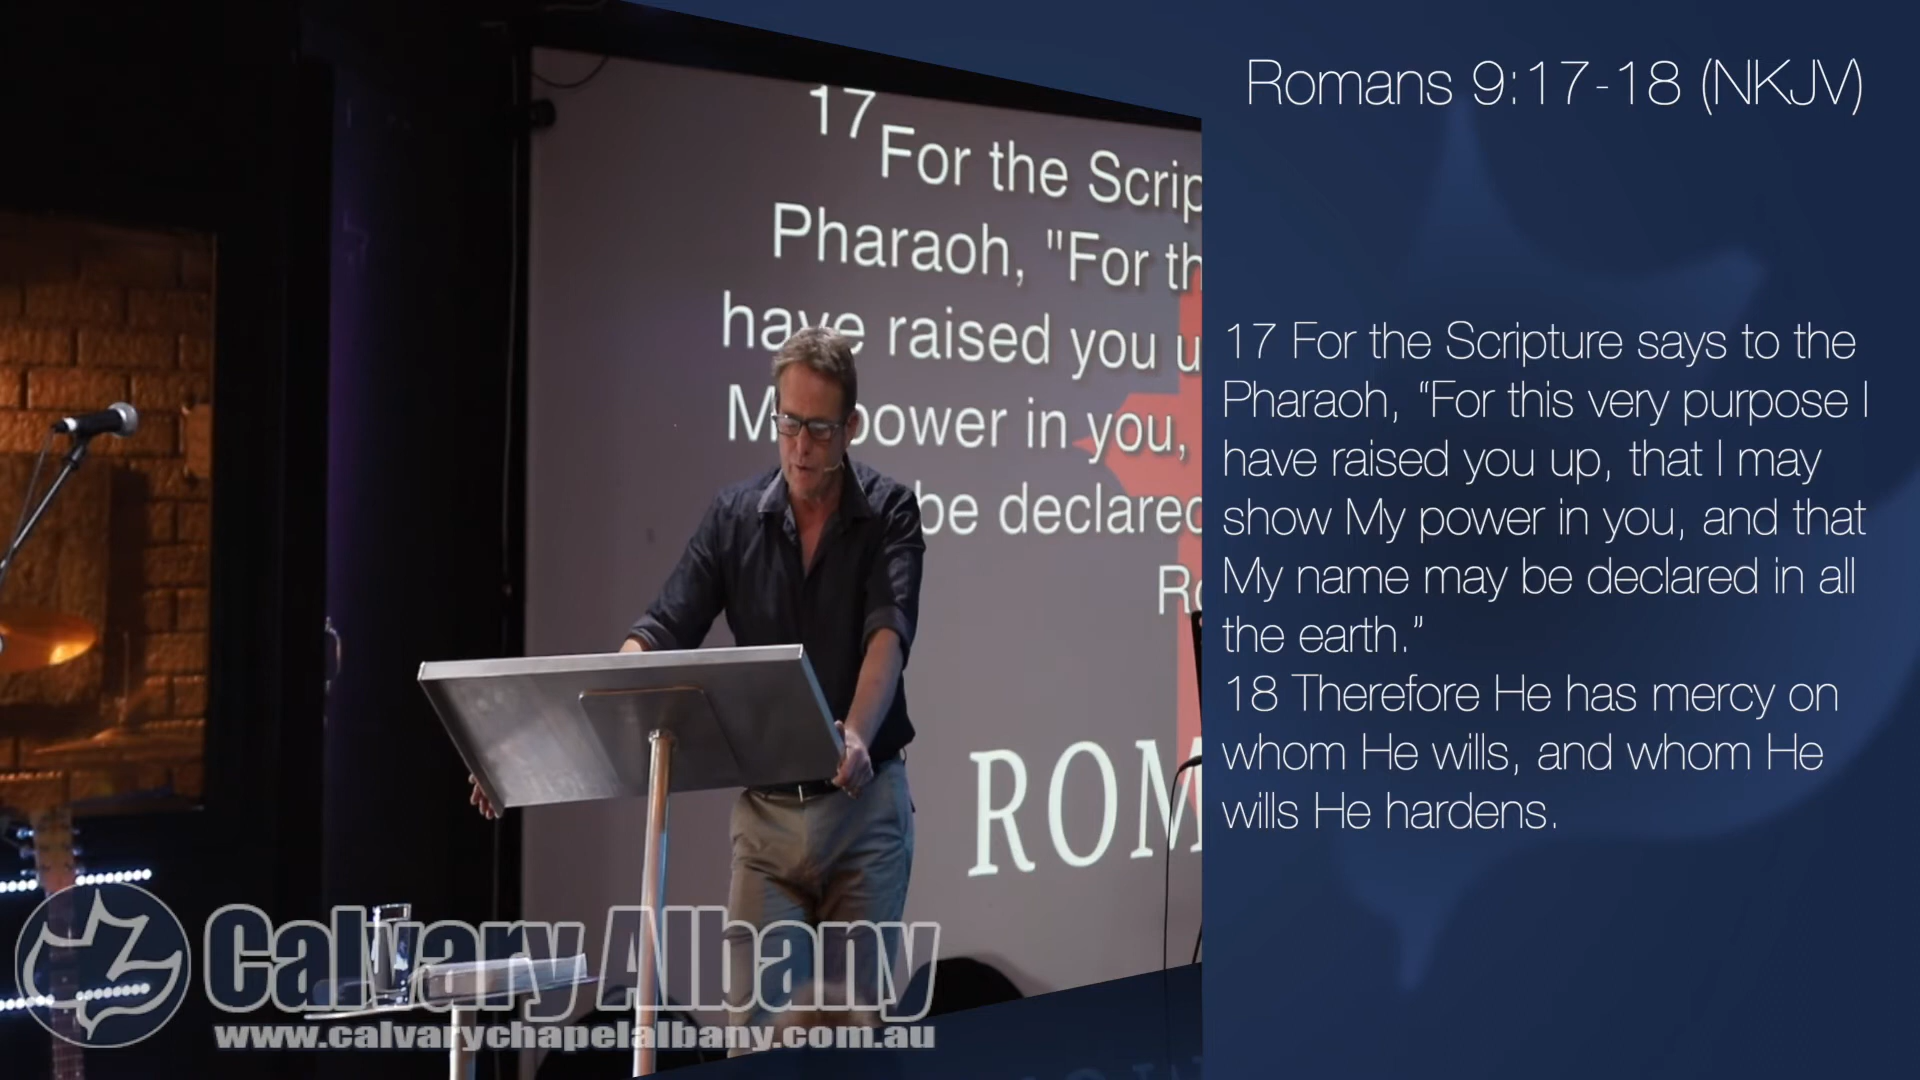 Romans 9:17-18 (NKJV)
17 For the Scrip
Pharaoh, "For th
have raised you u
M power in you,
be declared
Ro
ROM
17 For the Scripture says to the
Pharaoh, “For this very purpose I
have raised you up, that I may
show My power in you, and that
My name may be declared in all
the earth.”
18 Therefore He has mercy on
whom He wills, and whom He
wills He hardens.
Calvary Albany
www.calvarychapelalbany.com.au